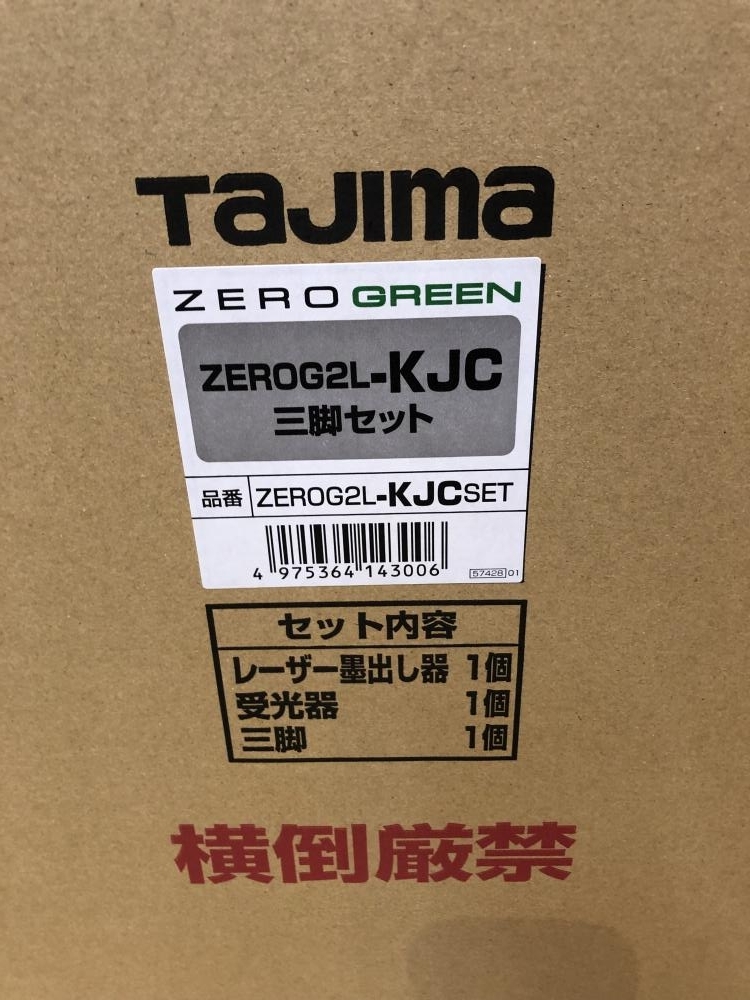 TaJIma
ZERO GREEN
ZEROG2L-KJC
三脚セット
品番 ZEROG2L-KJCSET
4 975364 143006
57428 01
セット内容
レーザー墨出し器 1個
受光器 1個
三脚 1個
横倒厳禁